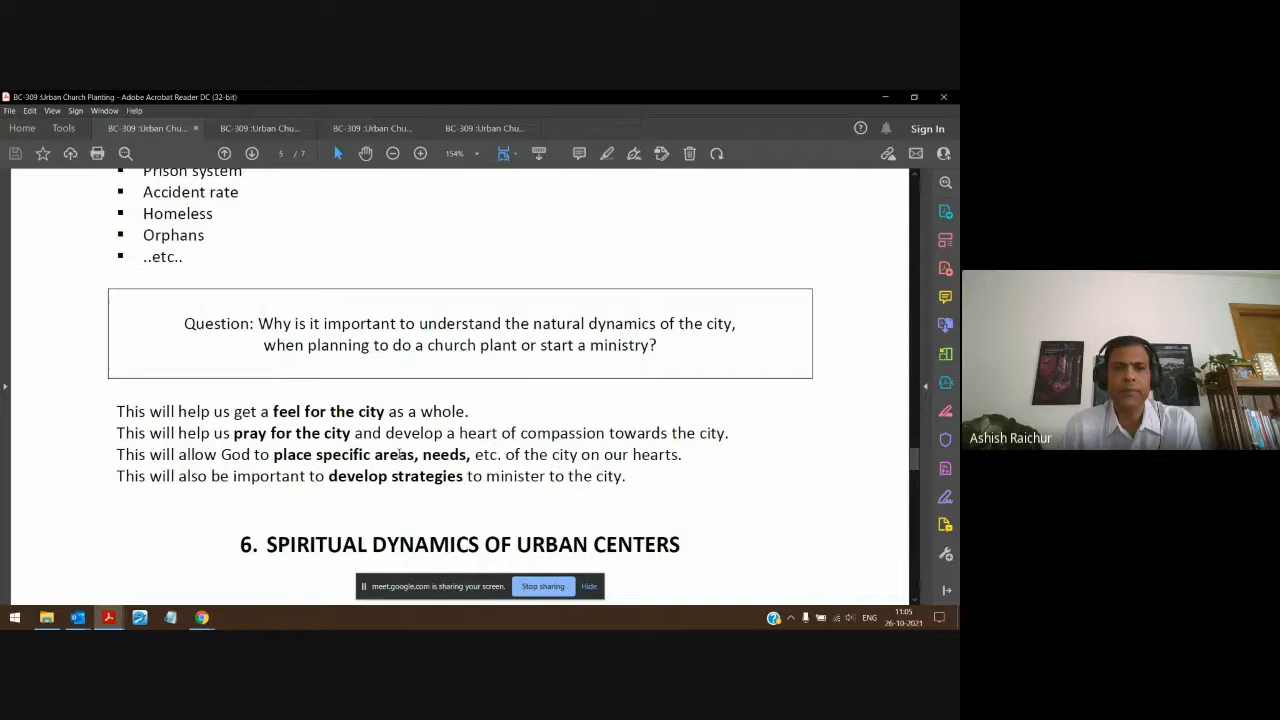 BC-309 :Urban Church Planting - Adobe Acrobat Reader DC (32-bit)
File Edit View Sign Window Help
Home Tools BC-309 :Urban Chu... × BC-309 :Urban Chu... BC-309 :Urban Chu... BC-309 :Urban Chu... Sign In
5 / 7 154%
Prison system
Accident rate
Homeless
Orphans
..etc..
Question: Why is it important to understand the natural dynamics of the city,
when planning to do a church plant or start a ministry?
This will help us get a feel for the city as a whole.
This will help us pray for the city and develop a heart of compassion towards the city.
This will allow God to place specific areas, needs, etc. of the city on our hearts.
This will also be important to develop strategies to minister to the city.
6. SPIRITUAL DYNAMICS OF URBAN CENTERS
meet.google.com is sharing your screen. Stop sharing Hide
ENG 11:05
26-10-2021
Ashish Raichur